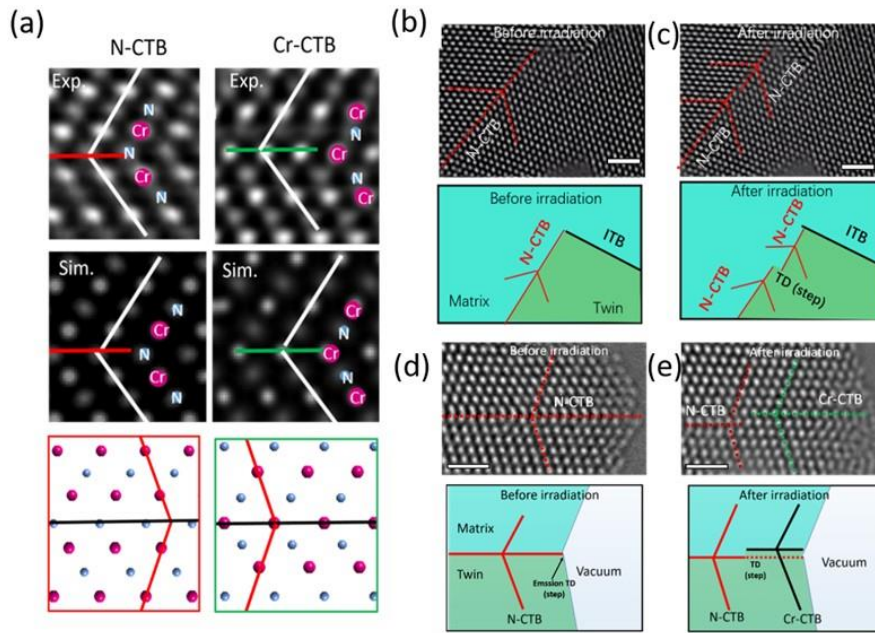 (a)
N-CTB
Cr-CTB
Exp.
N
Cr
N
Cr
N
Exp.
N
Cr
N
Cr
Sim.
N
Cr
N
Cr
N
Sim.
Cr
N
Cr
N
Cr
(b)
Before irradiation
N-CTB
Before irradiation
N-CTB
ITB
Matrix
Twin
(c)
After irradiation
N-CTB
N-CTB
After irradiation
N-CTB
ITB
N-CTB
TD (step)
(d)
Before irradiation
N-CTB
Before irradiation
Matrix
Twin
Vacuum
Emssion TD
(step)
N-CTB
(e)
After irradiation
Cr-CTB
N-CTB
After irradiation
Vacuum
TD
(step)
N-CTB
Cr-CTB